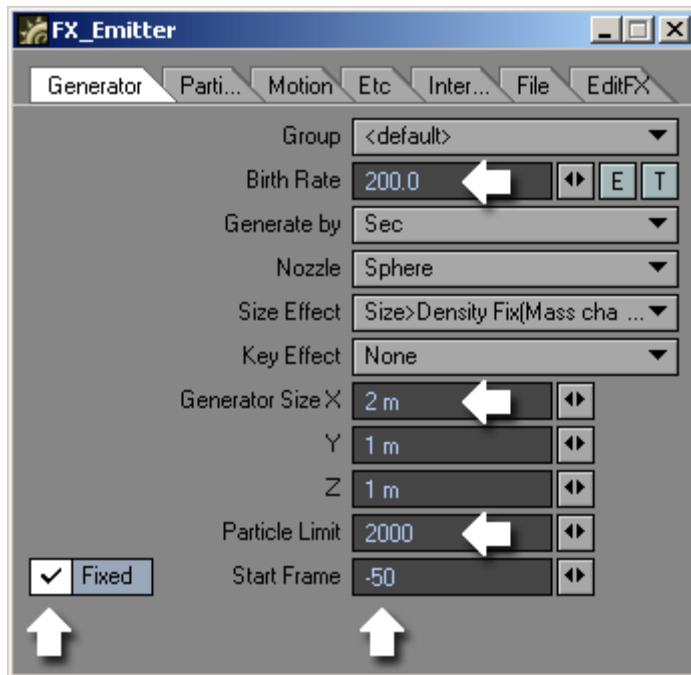 FX_Emitter
Generator Parti... Motion Etc Inter... File EditFX
Group <default>
Birth Rate 200.0 E T
Generate by Sec
Nozzle Sphere
Size Effect Size>Density Fix(Mass cha ...
Key Effect None
Generator Size X 2 m
Y 1 m
Z 1 m
Particle Limit 2000
Fixed Start Frame -50